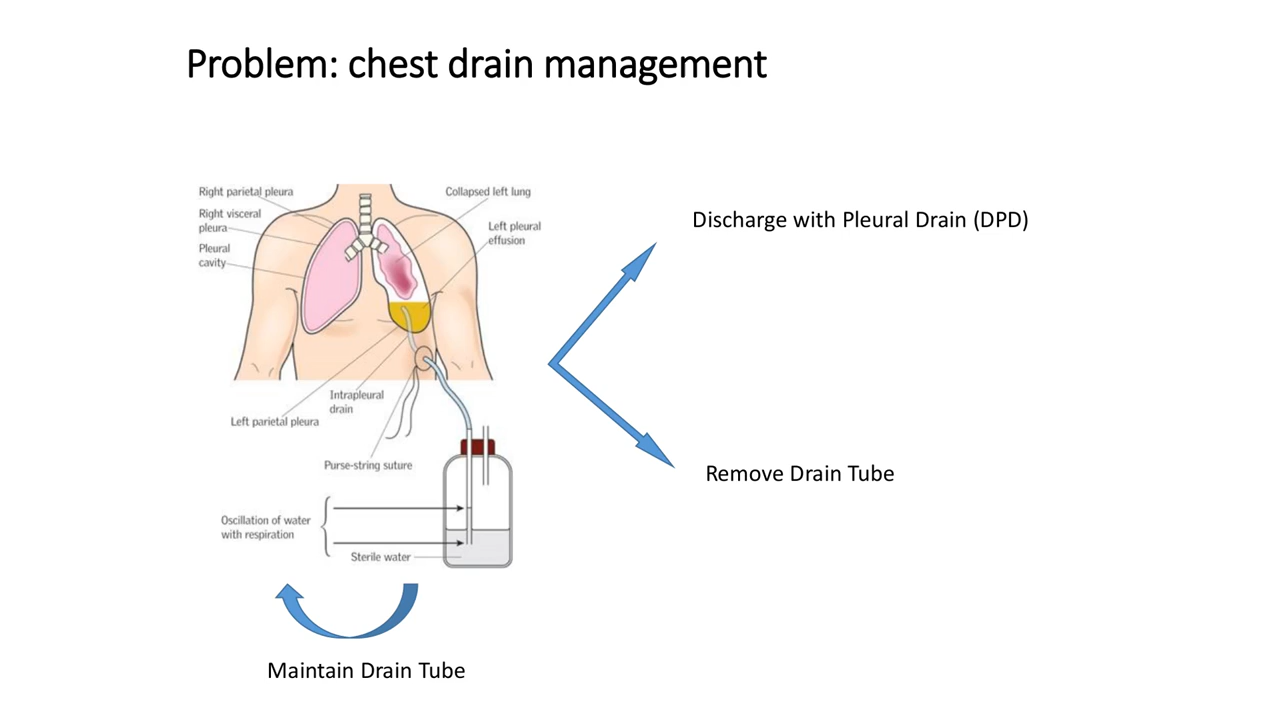 Problem: chest drain management
Right parietal pleura
Right visceral
pleura
Pleural
cavity
Collapsed left lung
Left pleural
effusion
Intrapleural
drain
Left parietal pleura
Purse-string suture
Oscillation of water
with respiration
Sterile water
Maintain Drain Tube
Discharge with Pleural Drain (DPD)
Remove Drain Tube